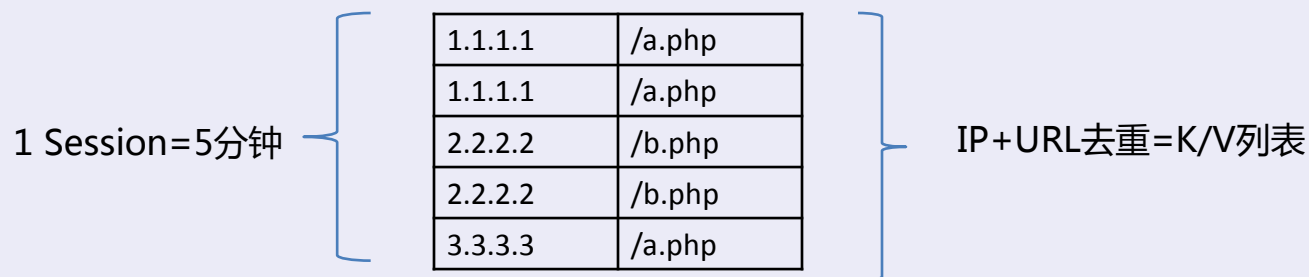 1.1.1.1 /a.php
1.1.1.1 /a.php
1 Session=5分钟
IP+URL去重=K/V列表
2.2.2.2 /b.php
2.2.2.2 /b.php
3.3.3.3 /a.php